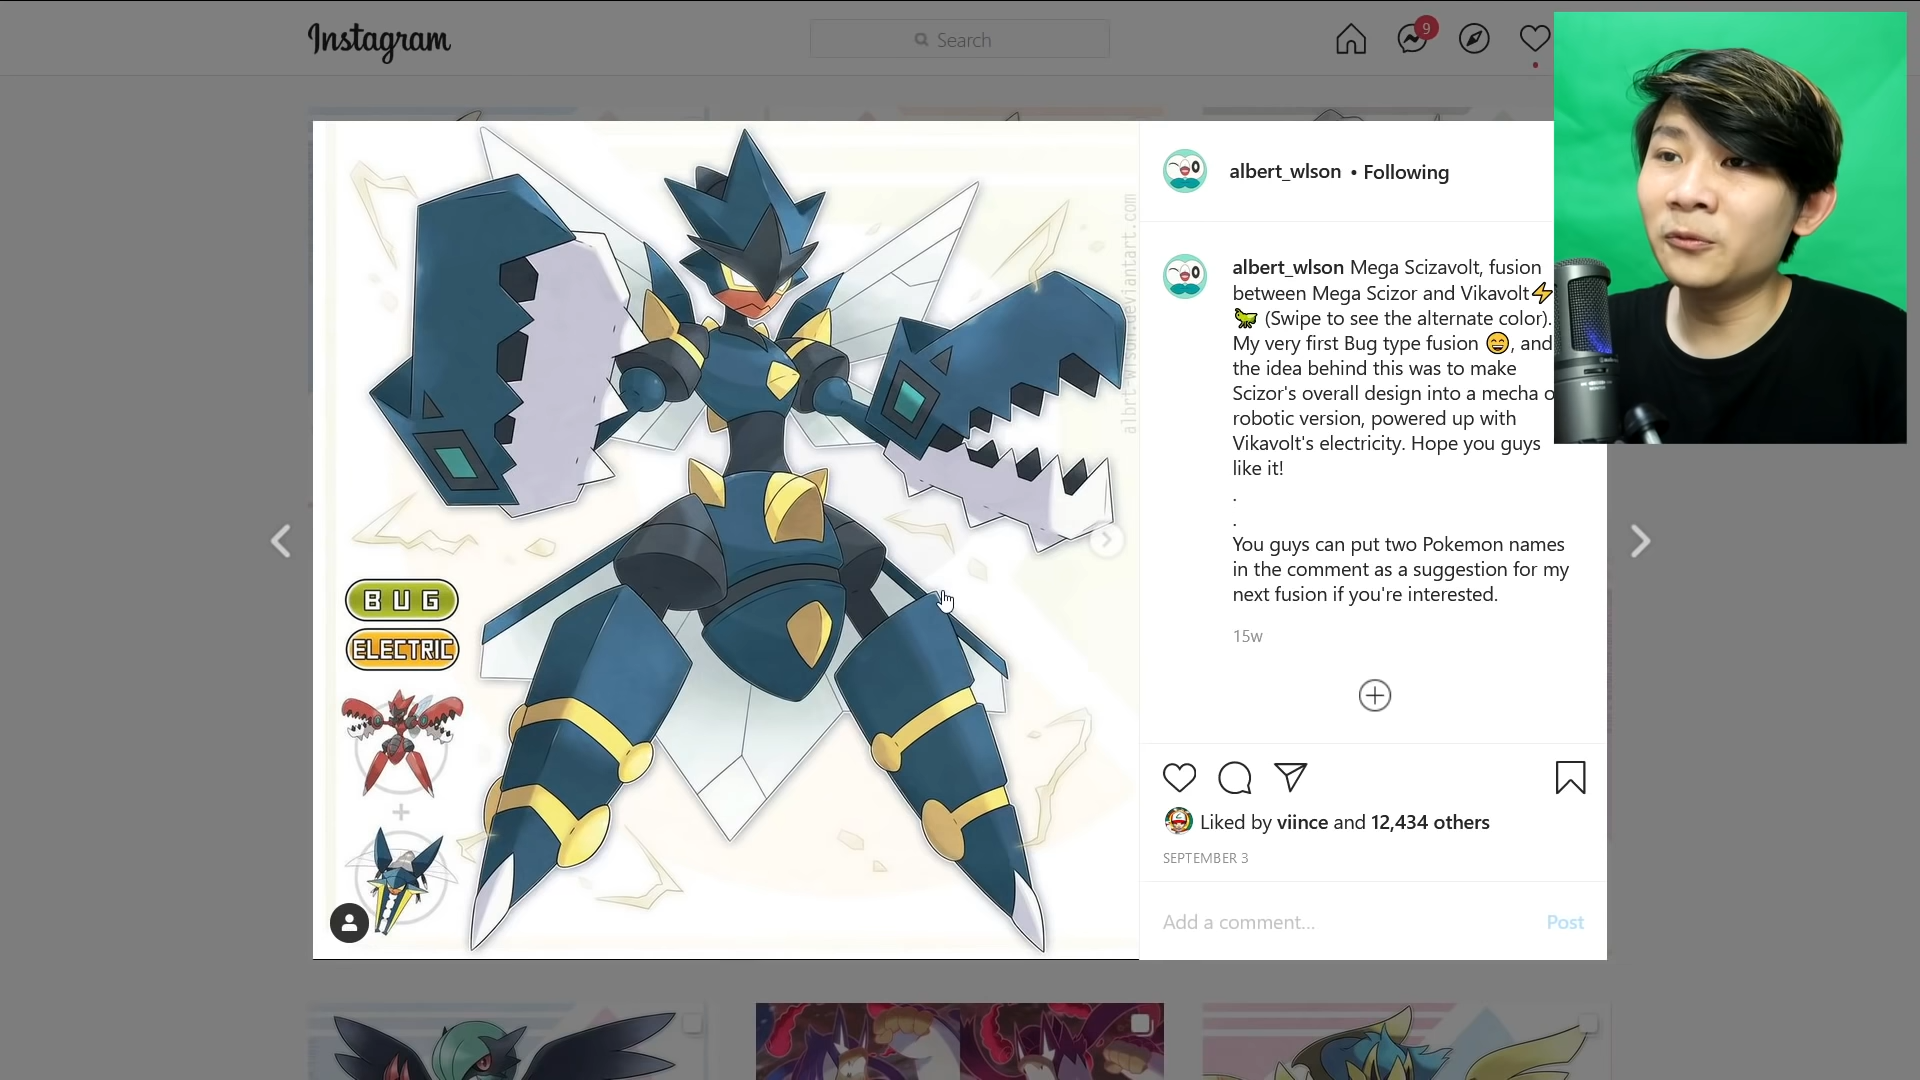 Instagram
Search
9
albert_wlson • Following
albert_wlson Mega Scizavolt, fusion
between Mega Scizor and Vikavolt⚡
🦗 (Swipe to see the alternate color).
My very first Bug type fusion 😄, and
the idea behind this was to make
Scizor's overall design into a mecha o
robotic version, powered up with
Vikavolt's electricity. Hope you guys
like it!
.
.
You guys can put two Pokemon names
in the comment as a suggestion for my
next fusion if you're interested.
15w
Liked by viince and 12,434 others
SEPTEMBER 3
Add a comment...
Post
albrt-wlson.deviantart.com
BUG
ELECTRIC
+